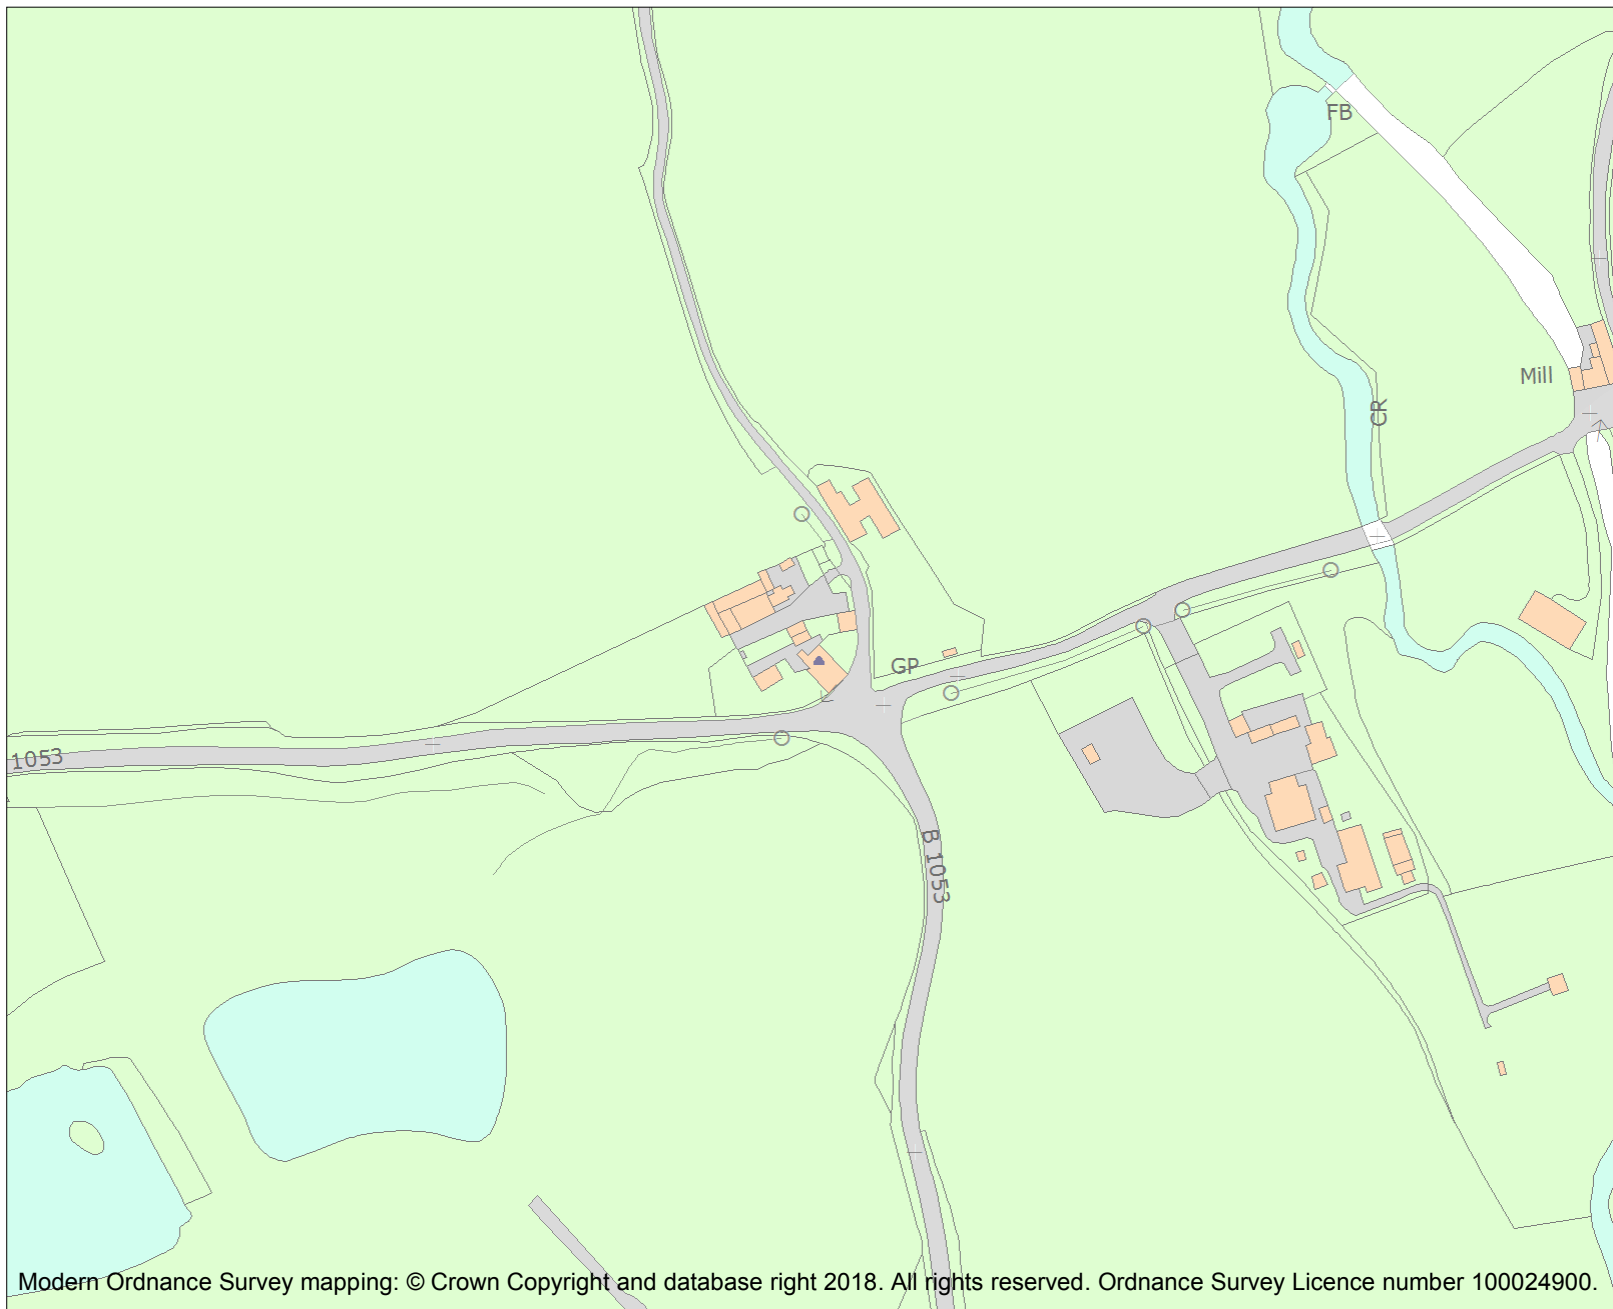 FB
Mill
CR
GP
1053
B 1053
Modern Ordnance Survey mapping: © Crown Copyright and database right 2018. All rights reserved. Ordnance Survey Licence number 100024900.